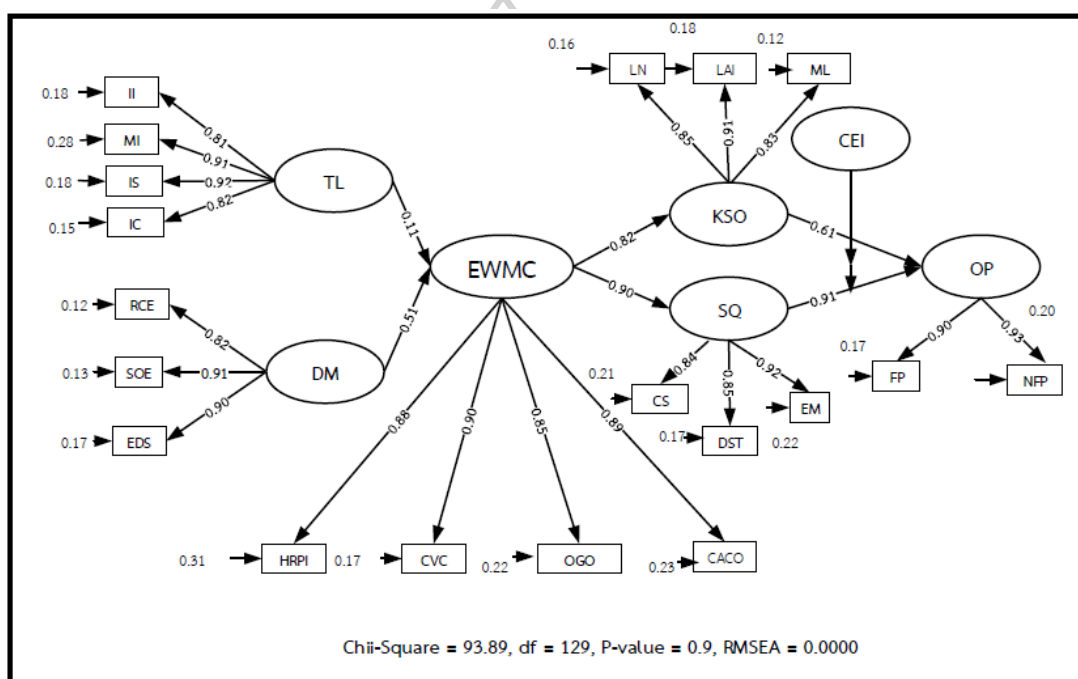 X
0.16
0.18
0.12
LN
LAI
ML
0.18
II
0.81
0.28
MI
0.91
0.18
IS
0.92
0.15
IC
0.82
TL
0.11
0.85
0.91
0.83
CEI
KSO
0.82
0.61
EWMC
0.90
OP
0.12
RCE
0.82
0.51
SQ
0.91
0.13
SOE
0.91
DM
0.17
EDS
0.90
0.84
0.85
0.92
0.21
CS
0.17
DST
EM
0.22
0.90
0.93
0.20
0.17
FP
NFP
0.88
0.90
0.85
0.89
0.31
HRPI
0.17
CVC
0.22
OGO
0.23
CACO
Chii-Square = 93.89, df = 129, P-value = 0.9, RMSEA = 0.0000